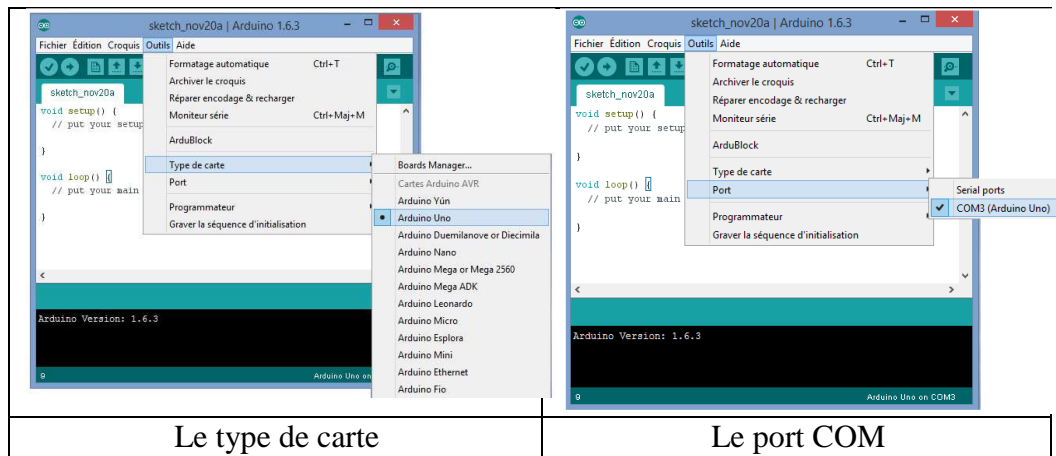 sketch_nov20a | Arduino 1.6.3
Fichier Édition Croquis Outils Aide
sketch_nov20a
Formatage automatique Ctrl+T
Archiver le croquis
Réparer encodage & recharger
Moniteur série Ctrl+Maj+M
ArduBlock
Type de carte
Port
Programmateur
Graver la séquence d'initialisation
void setup() {
// put your setup
}
void loop() {
// put your main
}
Boards Manager...
Cartes Arduino AVR
Arduino Yún
Arduino Uno
Arduino Duemilanove or Diecimila
Arduino Nano
Arduino Mega or Mega 2560
Arduino Mega ADK
Arduino Leonardo
Arduino Micro
Arduino Esplora
Arduino Mini
Arduino Ethernet
Arduino Fio
Arduino Version: 1.6.3
9 Arduino Uno on
Le type de carte
sketch_nov20a | Arduino 1.6.3
Fichier Édition Croquis Outils Aide
sketch_nov20a
Formatage automatique Ctrl+T
Archiver le croquis
Réparer encodage & recharger
Moniteur série Ctrl+Maj+M
ArduBlock
Type de carte
Port
Programmateur
Graver la séquence d'initialisation
void setup() {
// put your setup
}
void loop() {
// put your main
}
Serial ports
COM3 (Arduino Uno)
Arduino Version: 1.6.3
9 Arduino Uno on COM3
Le port COM